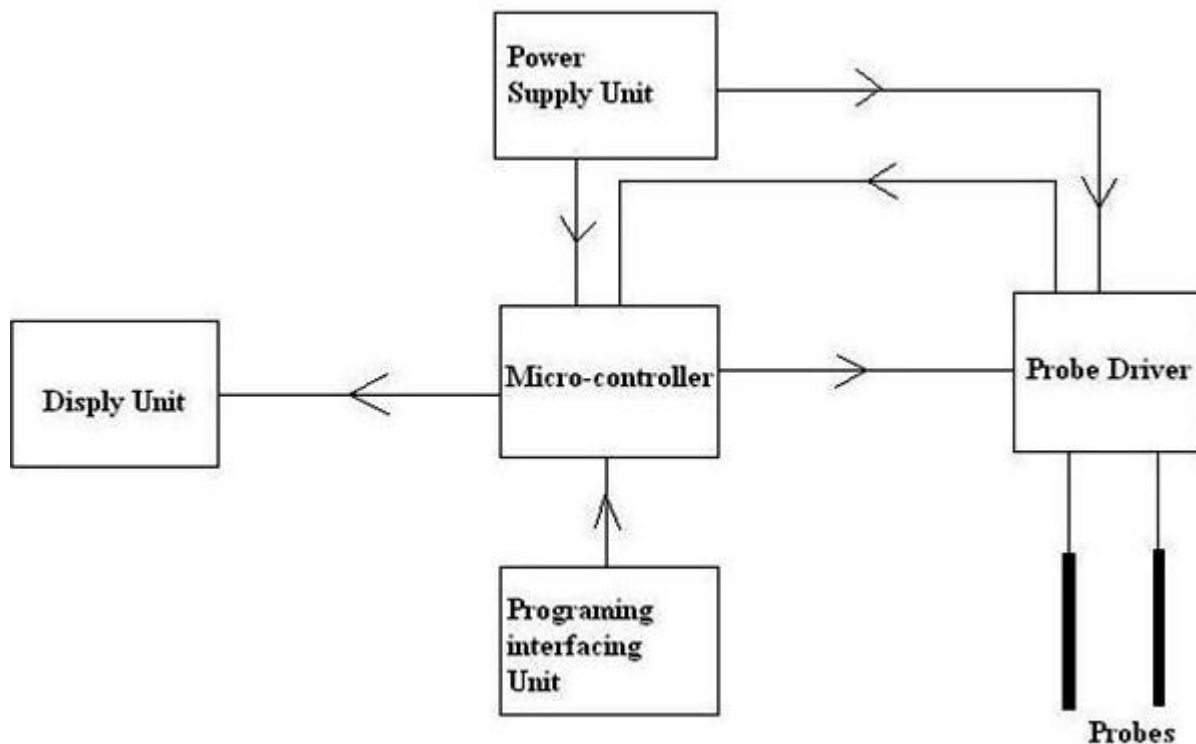 Power
Supply Unit
Disply Unit
Micro-controller
Probe Driver
Programing
interfacing
Unit
Probes